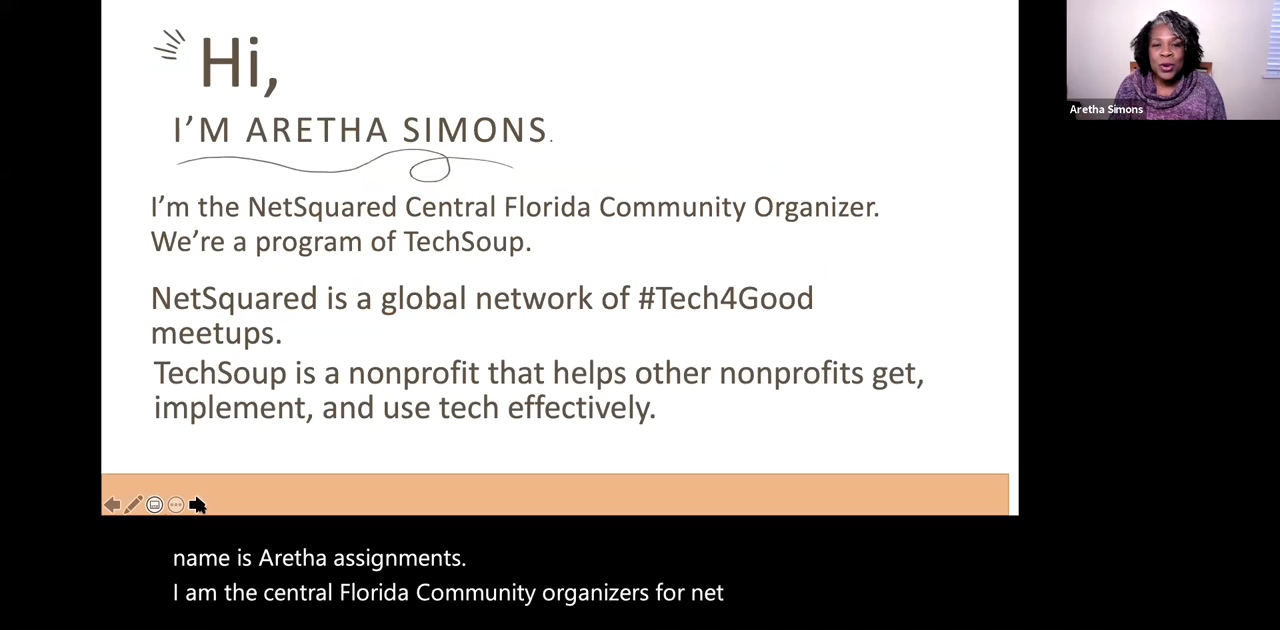 Hi,
I’M ARETHA SIMONS.
I’m the NetSquared Central Florida Community Organizer.
We’re a program of TechSoup.
NetSquared is a global network of #Tech4Good
meetups.
TechSoup is a nonprofit that helps other nonprofits get,
implement, and use tech effectively.
Aretha Simons
name is Aretha assignments.
I am the central Florida Community organizers for net